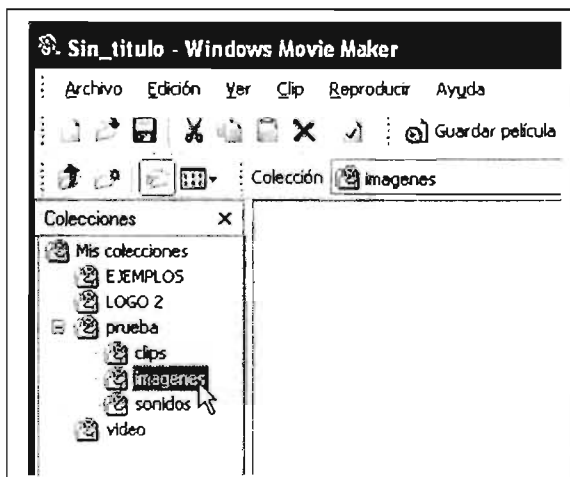 Sin_titulo - Windows Movie Maker
Archivo Edición Ver Clip Reproducir Ayuda
Guardar película
Colección imagenes
Colecciones x
Mis colecciones
EJEMPLOS
LOGO 2
prueba
clips
imagenes
sonidos
video